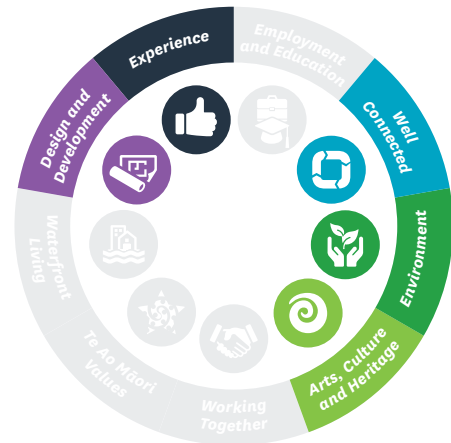 Experience
Employment
and Education
Well
Connected
Environment
Arts, Culture
and Heritage
Working
Together
Te Ao Māori
Values
Waterfront
Living
Design and
Development